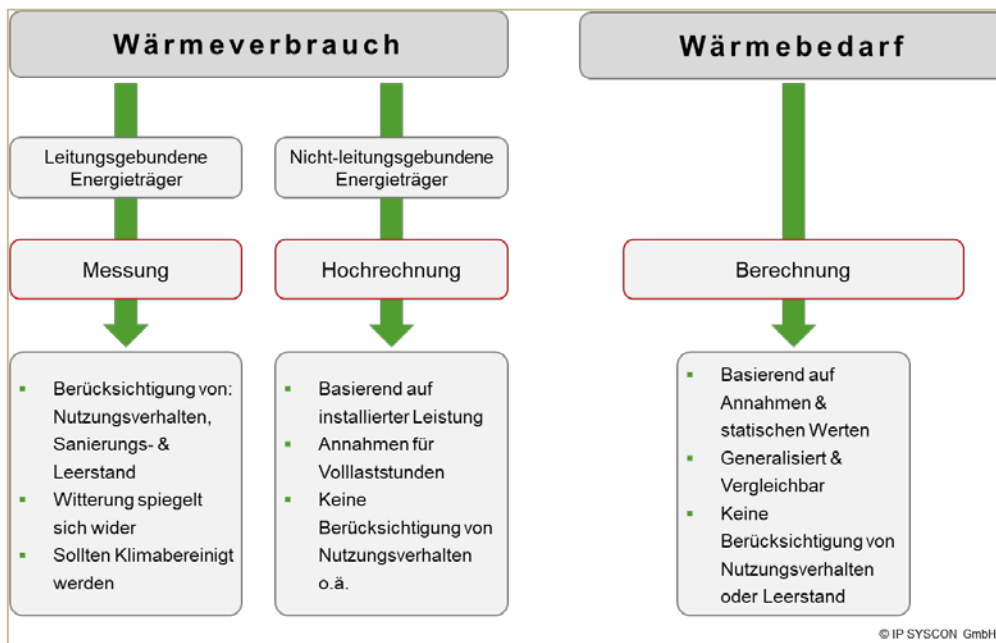 Wärmeverbrauch
Leitungsgebundene
Energieträger
Messung
▪ Berücksichtigung von:
Nutzungsverhalten,
Sanierungs- &
Leerstand
▪ Witterung spiegelt
sich wider
▪ Sollten Klimabereinigt
werden
Nicht-leitungsgebundene
Energieträger
Hochrechnung
▪ Basierend auf
installierter Leistung
▪ Annahmen für
Volllaststunden
▪ Keine
Berücksichtigung von
Nutzungsverhalten
o.ä.
Wärmebedarf
Berechnung
▪ Basierend auf
Annahmen &
statischen Werten
▪ Generalisiert &
Vergleichbar
▪ Keine
Berücksichtigung von
Nutzungsverhalten
oder Leerstand
© IP SYSCON GmbH